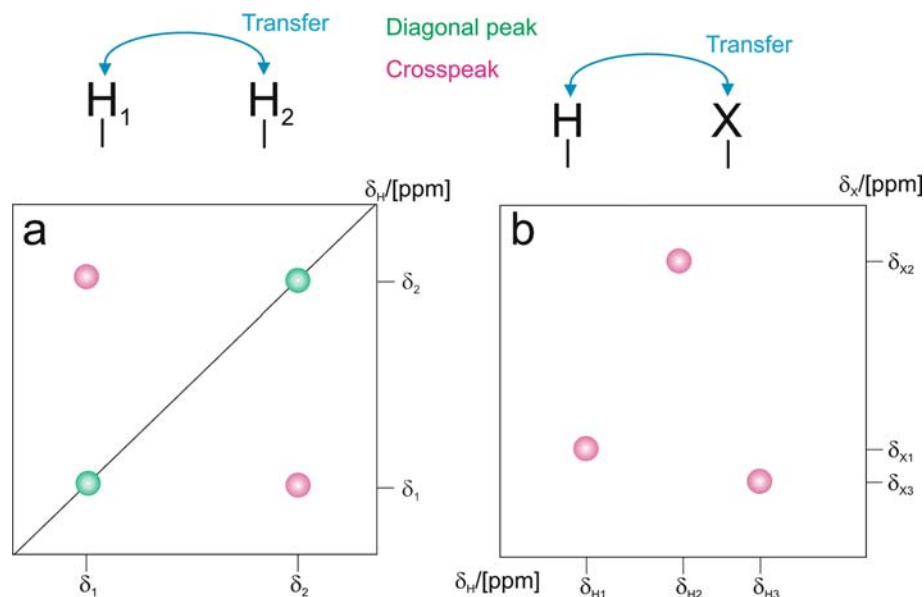 Transfer
Diagonal peak
Crosspeak
H1
H2
Transfer
H
X
δH/[ppm]
a
δ2
δ1
δ1
δ2
δX/[ppm]
b
δX2
δX1
δX3
δH/[ppm]
δH1
δH2
δH3